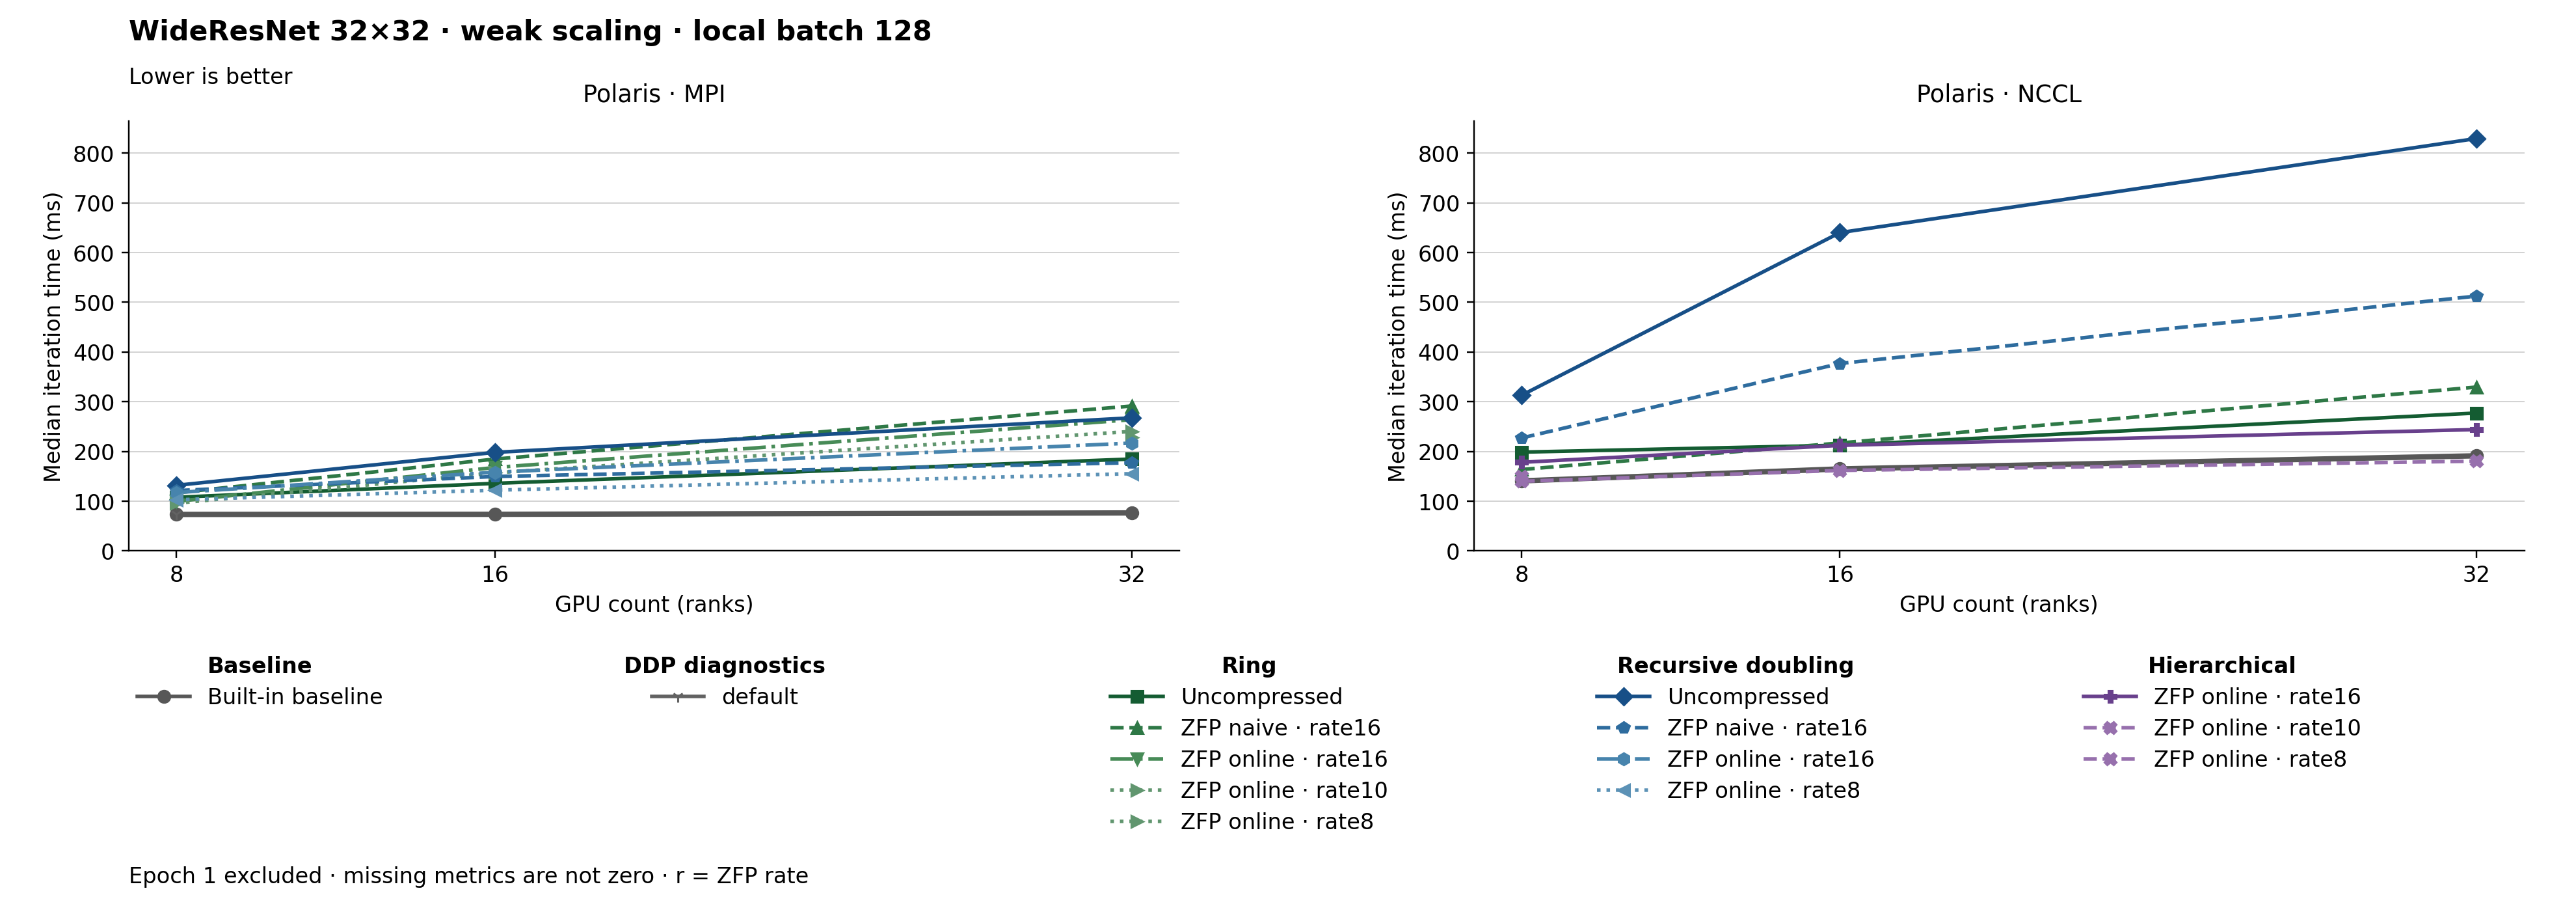 WideResNet 32×32 · weak scaling · local batch 128
Lower is better
Polaris · MPI
Median iteration time (ms)
800
700
600
500
400
300
200
100
0
8
16
32
GPU count (ranks)
Polaris · NCCL
Median iteration time (ms)
800
700
600
500
400
300
200
100
0
8
16
32
GPU count (ranks)
Baseline
Built-in baseline
DDP diagnostics
default
Ring
Uncompressed
ZFP naive · rate16
ZFP online · rate16
ZFP online · rate10
ZFP online · rate8
Recursive doubling
Uncompressed
ZFP naive · rate16
ZFP online · rate16
ZFP online · rate8
Hierarchical
ZFP online · rate16
ZFP online · rate10
ZFP online · rate8
Epoch 1 excluded · missing metrics are not zero · r = ZFP rate